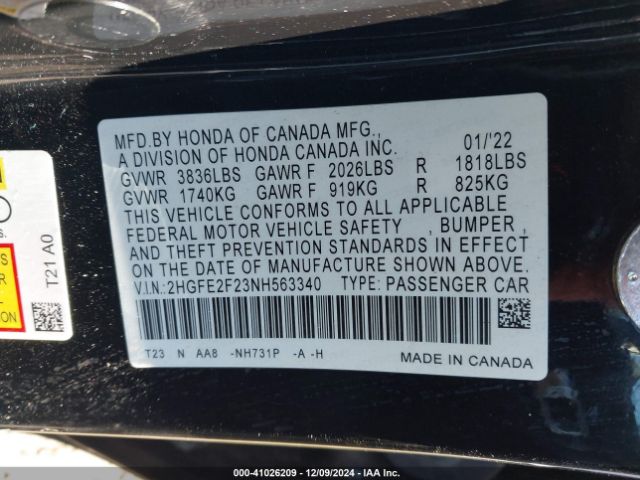 MFD.BY HONDA OF CANADA MFG.,
A DIVISION OF HONDA CANADA INC. 01/'22
GVWR 3836LBS GAWR F 2026LBS R 1818LBS
GVWR 1740KG GAWR F 919KG R 825KG
THIS VEHICLE CONFORMS TO ALL APPLICABLE
FEDERAL MOTOR VEHICLE SAFETY , BUMPER,
AND THEFT PREVENTION STANDARDS IN EFFECT
ON THE DATE OF MANUFACTURE SHOWN ABOVE.
V.I.N.:2HGFE2F23NH563340 TYPE: PASSENGER CAR
T23 N AA8 -NH731P -A -H
MADE IN CANADA
s.
T21 A0
R
000-41026209 - 12/09/2024 - IAA Inc.